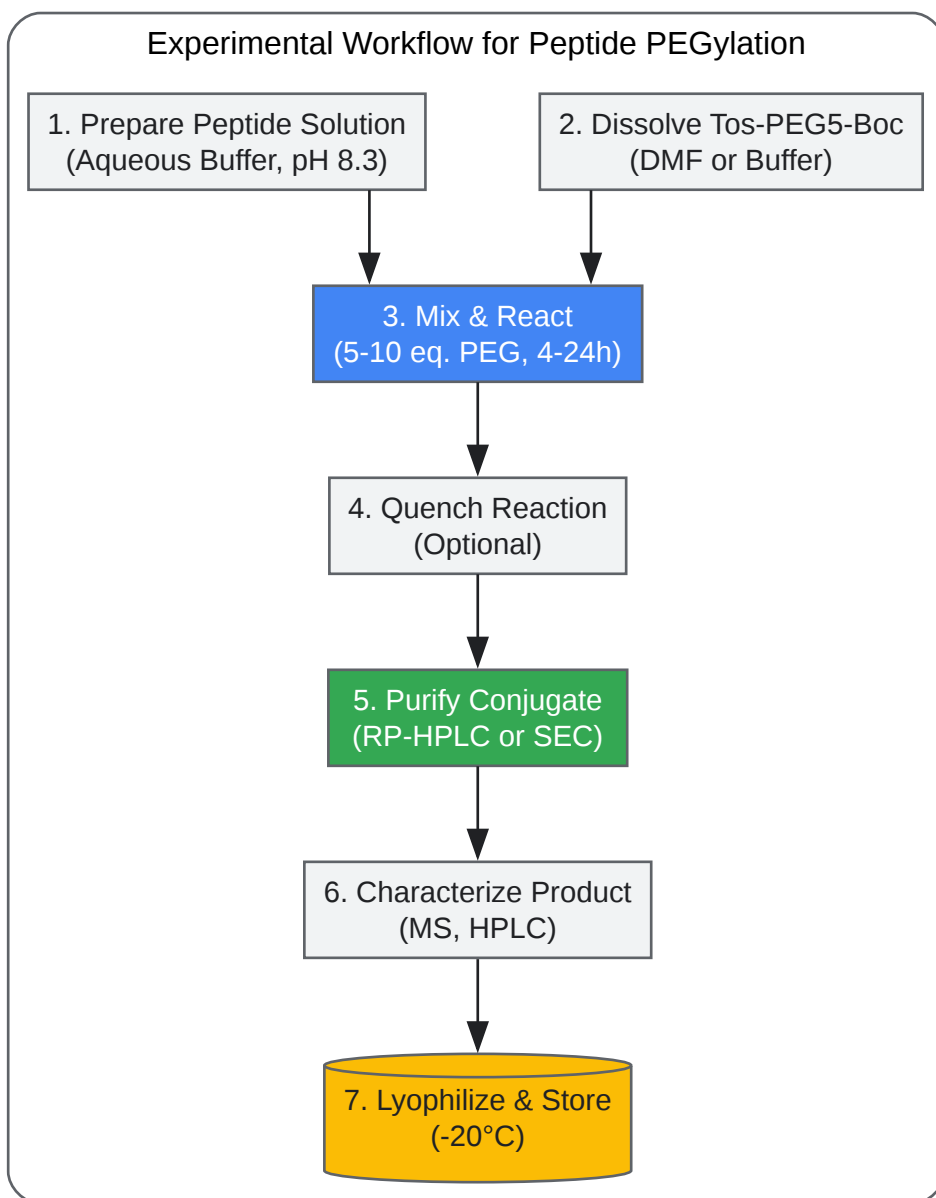 Experimental Workflow for Peptide PEGylation
1. Prepare Peptide Solution
(Aqueous Buffer, pH 8.3)
2. Dissolve Tos-PEG5-Boc
(DMF or Buffer)
3. Mix & React
(5-10 eq. PEG, 4-24h)
4. Quench Reaction
(Optional)
5. Purify Conjugate
(RP-HPLC or SEC)
6. Characterize Product
(MS, HPLC)
7. Lyophilize & Store
(-20°C)